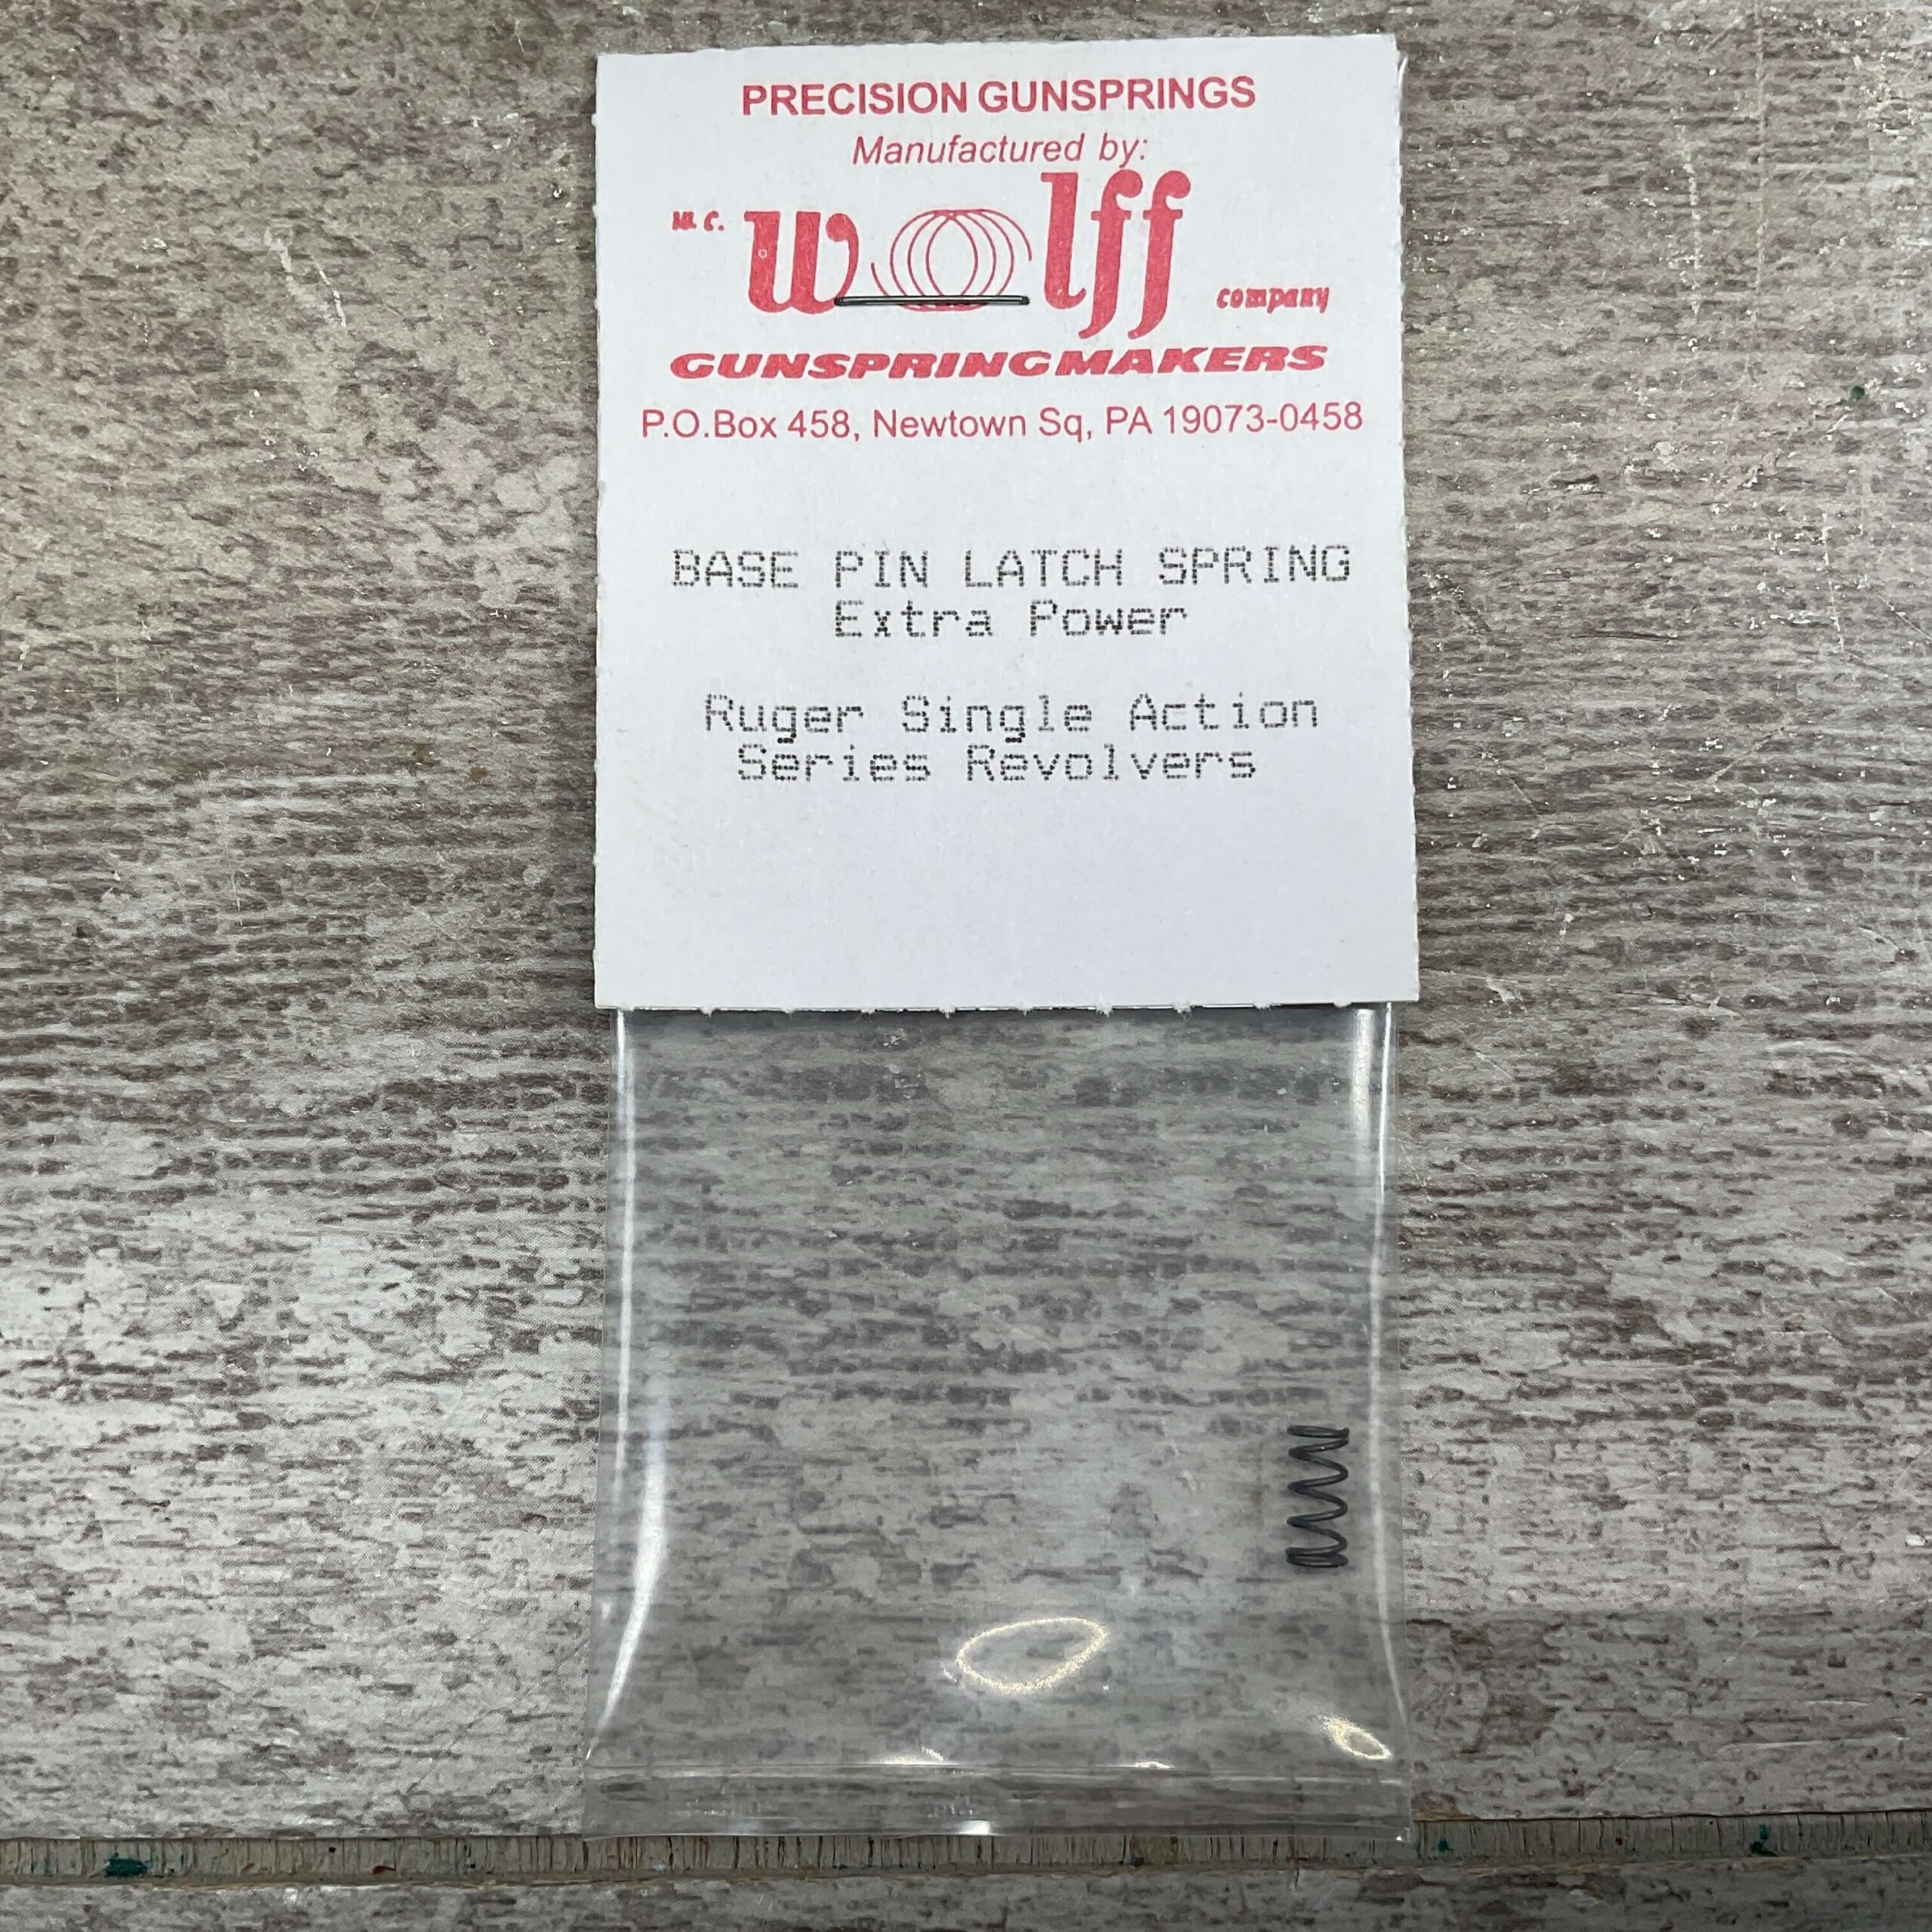 PRECISION GUNSPRINGS
Manufactured by:
W. C. Wolff company
GUNSPRINGMAKERS
P.O.Box 458, Newtown Sq, PA 19073-0458
BASE PIN LATCH SPRING
Extra Power
Ruger Single Action
Series Revolvers